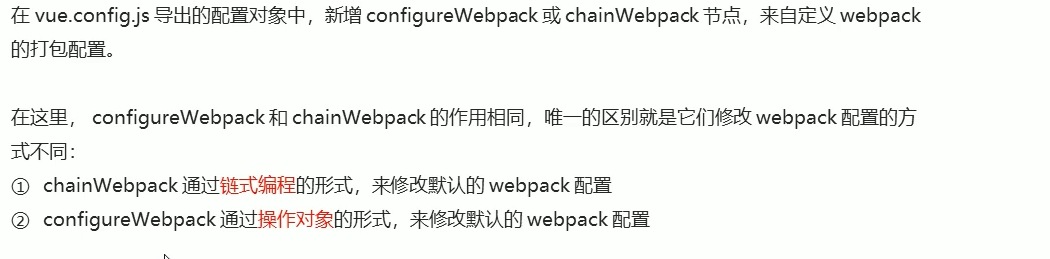 在 vue.config.js 导出的配置对象中，新增 configureWebpack 或 chainWebpack 节点，来自定义 webpack
的打包配置。
在这里， configureWebpack 和 chainWebpack 的作用相同，唯一的区别就是它们修改 webpack 配置的方
式不同：
① chainWebpack 通过链式编程的形式，来修改默认的 webpack 配置
② configureWebpack 通过操作对象的形式，来修改默认的 webpack 配置